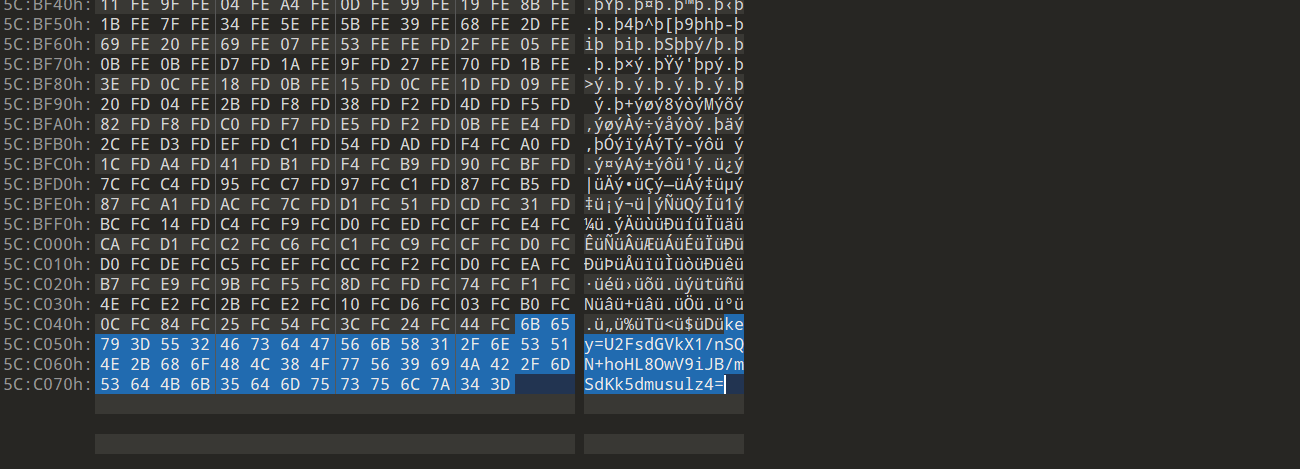 5C:BF40h: 11 FE 9F FE 04 FE A4 FE 0D FE 99 FE 19 FE 8B FE .þŸþ.þ¤þ.þ™þ.þ‹þ
5C:BF50h: 1B FE 7F FE 34 FE 5E FE 5B FE 39 FE 68 FE 2D FE .þ.þ4þ^þ[þ9þhþ-þ
5C:BF60h: 69 FE 20 FE 69 FE 07 FE 53 FE FE FD 2F FE 05 FE iþ þiþ.þSþþý/þ.þ
5C:BF70h: 0B FE 0B FE D7 FD 1A FE 9F FD 27 FE 70 FD 1B FE .þ.þ×ý.þŸý'þpý.þ
5C:BF80h: 3E FD 0C FE 18 FD 0B FE 15 FD 0C FE 1D FD 09 FE >ý.þ.ý.þ.ý.þ.ý.þ
5C:BF90h: 20 FD 04 FE 2B FD F8 FD 38 FD F2 FD 4D FD F5 FD  ý.þ+ýøý8ýòýMýõý
5C:BFA0h: 82 FD F8 FD C0 FD F7 FD E5 FD F2 FD 0B FE E4 FD ‚ýøýÀý÷ýåýòý.þäý
5C:BFB0h: 2C FE D3 FD EF FD C1 FD 54 FD AD FD F4 FC A0 FD ,þÓýïýÁýTý-ýôü ý
5C:BFC0h: 1C FD A4 FD 41 FD B1 FD F4 FC B9 FD 90 FC BF FD .ý¤ýAý±ýôü¹ý.ü¿ý
5C:BFD0h: 7C FC C4 FD 95 FC C7 FD 97 FC C1 FD 87 FC B5 FD |üÄý•üÇý—üÁý‡üµý
5C:BFE0h: 87 FC A1 FD AC FC 7C FD D1 FC 51 FD CD FC 31 FD ‡ü¡ý¬ü|ýÑüQýÍü1ý
5C:BFF0h: BC FC 14 FD C4 FC F9 FC D0 FC ED FC CF FC E4 FC ¼ü.ýÄüùüÐüíüÏüäü
5C:C000h: CA FC D1 FC C2 FC C6 FC C1 FC C9 FC CF FC D0 FC ÊüÑüÂüÆüÁüÉüÏüÐü
5C:C010h: D0 FC DE FC C5 FC EF FC CC FC F2 FC D0 FC EA FC ÐüÞüÅüïüÌüòüÐüêü
5C:C020h: B7 FC E9 FC 9B FC F5 FC 8D FC FD FC 74 FC F1 FC ·üéü›üõü.üýütüñü
5C:C030h: 4E FC E2 FC 2B FC E2 FC 10 FC D6 FC 03 FC B0 FC Nüâü+üâü.üÖü.ü°ü
5C:C040h: 0C FC 84 FC 25 FC 54 FC 3C FC 24 FC 44 FC 6B 65 .ü„ü%üTü<ü$üDüke
5C:C050h: 79 3D 55 32 46 73 64 47 56 6B 58 31 2F 6E 53 51 y=U2FsdGVkX1/nSQ
5C:C060h: 4E 2B 68 6F 48 4C 38 4F 77 56 39 69 4A 42 2F 6D N+hoHL8OwV9iJB/m
5C:C070h: 53 64 4B 6B 35 64 6D 75 73 75 6C 7A 34 3D SdKk5dmusulz4=